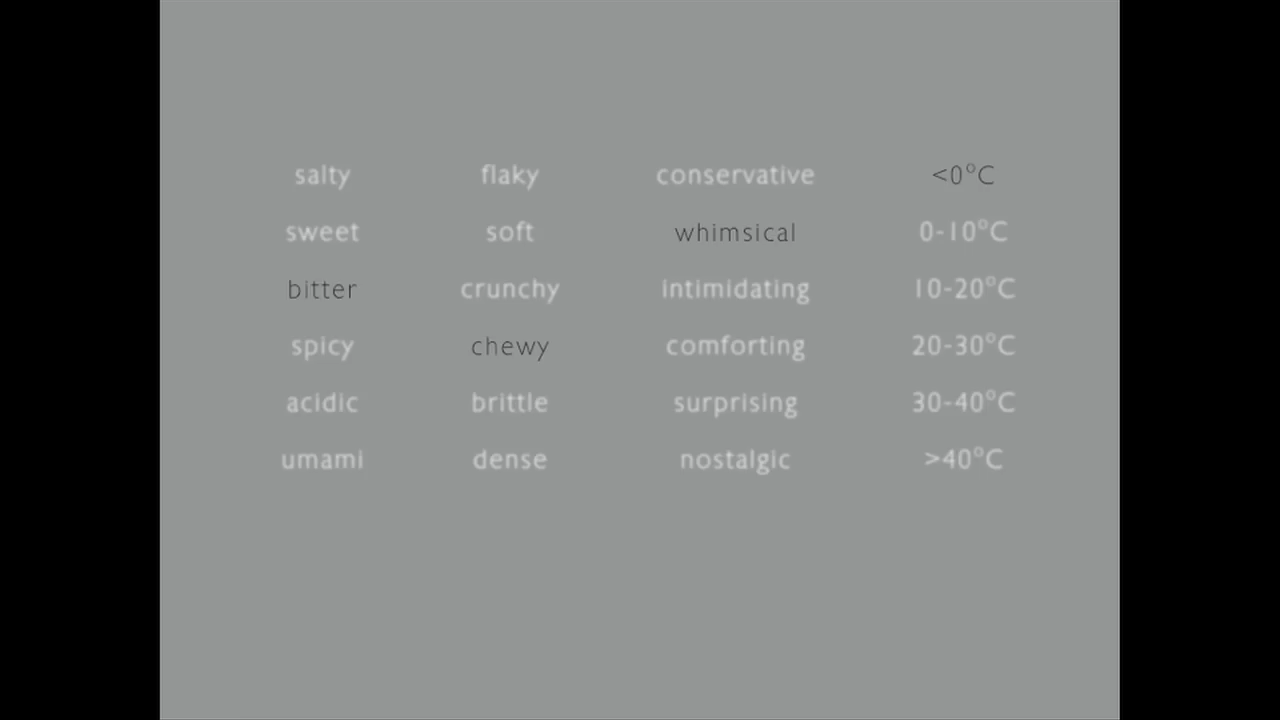 salty flaky conservative <0°C
sweet soft whimsical 0-10°C
bitter crunchy intimidating 10-20°C
spicy chewy comforting 20-30°C
acidic brittle surprising 30-40°C
umami dense nostalgic >40°C